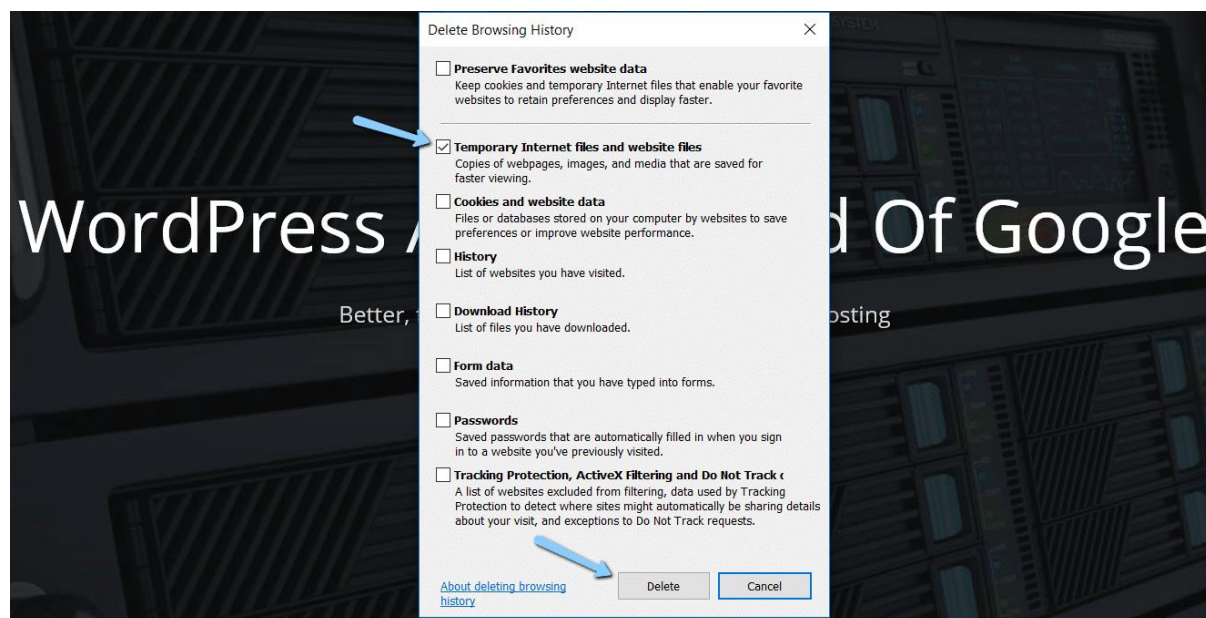 Delete Browsing History
Preserve Favorites website data
Keep cookies and temporary Internet files that enable your favorite
websites to retain preferences and display faster.
Temporary Internet files and website files
Copies of webpages, images, and media that are saved for
faster viewing.
Cookies and website data
Files or databases stored on your computer by websites to save
preferences or improve website performance.
History
List of websites you have visited.
Download History
List of files you have downloaded.
Form data
Saved information that you have typed into forms.
Passwords
Saved passwords that are automatically filled in when you sign
in to a website you've previously visited.
Tracking Protection, ActiveX Filtering and Do Not Track
A list of websites excluded from filtering, data used by Tracking
Protection to detect where sites might automatically be sharing details
about your visit, and exceptions to Do Not Track requests.
About deleting browsing
history
Delete
Cancel
WordPress
Of Google
Better,